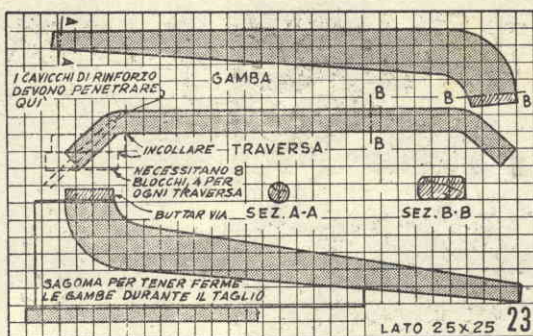 A
A
GAMBA
I CAVICCHI DI RINFORZO
DEVONO PENETRARE
QUI
B
B
B
B
INCOLLARE
TRAVERSA
NECESSITANO 8
BLOCCHI, 4 PER
OGNI TRAVERSA
BUTTAR VIA
SEZ. A-A
SEZ. B-B
SAGOMA PER TENER FERME
LE GAMBE DURANTE IL TAGLIO
LATO 25x25
23